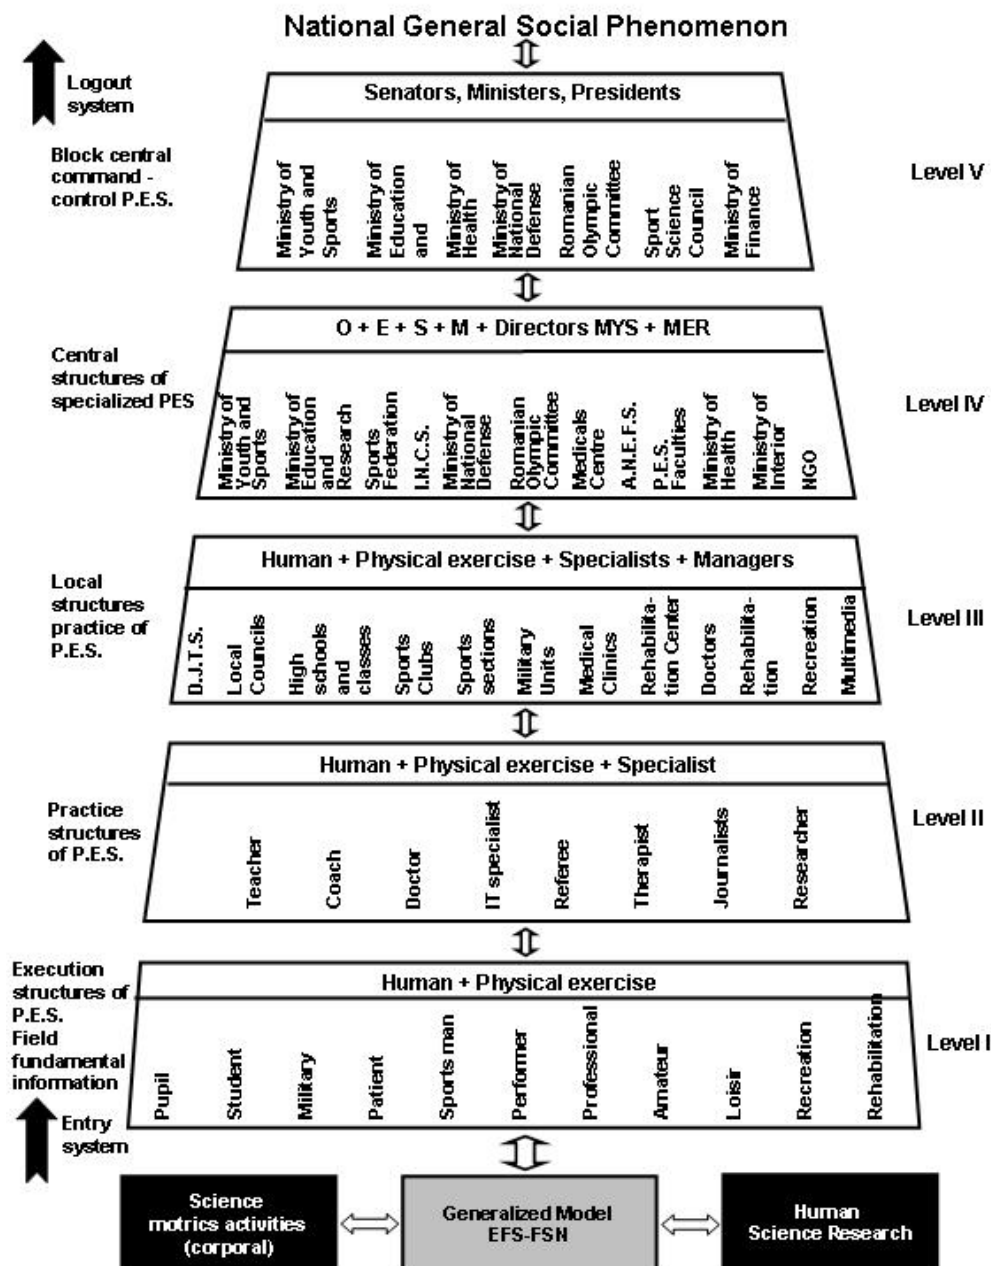 National General Social Phenomenon
Logout
system
Senators, Ministers, Presidents
Block central
command -
control P.E.S.
Level V
Ministry of
Youth and
Sports
Ministry of
Education
and
Ministry of
Health
Ministry of
National
Defense
Romanian
Olympic
Committee
Sport
Science
Council
Ministry of
Finance
O + E + S + M + Directors MYS + MER
Central
structures of
specialized PES
Level IV
Ministry of
Youth and
Sports
Ministry of
Education
and
Research
Sports
Federation
I.N.C.S.
Ministry of
National
Defense
Romanian
Olympic
Committee
Medicals
Centre
A.N.E.F.S.
P.E.S.
Faculties
Ministry of
Health
Ministry of
Interior
NGO
Human + Physical exercise + Specialists + Managers
Local
structures
practice of
P.E.S.
Level III
D.J.T.S.
Local
Councils
High
schools
and
classes
Sports
Clubs
Sports
sections
Military
Units
Medical
Clinics
Rehabilita-
tion Center
Doctors
Rehabilita-
tion
Recreation
Multimedia
Human + Physical exercise + Specialist
Practice
structures
of P.E.S.
Level II
Teacher
Coach
Doctor
IT specialist
Referee
Therapist
Journalists
Researcher
Execution
structures of
P.E.S.
Field
fundamental
information
Human + Physical exercise
Level I
Pupil
Student
Military
Patient
Sports man
Performer
Professional
Amateur
Loisir
Recreation
Rehabilitation
Entry
system
Science
motrics activities
(corporal)
Generalized Model
EFS-FSN
Human
Science Research